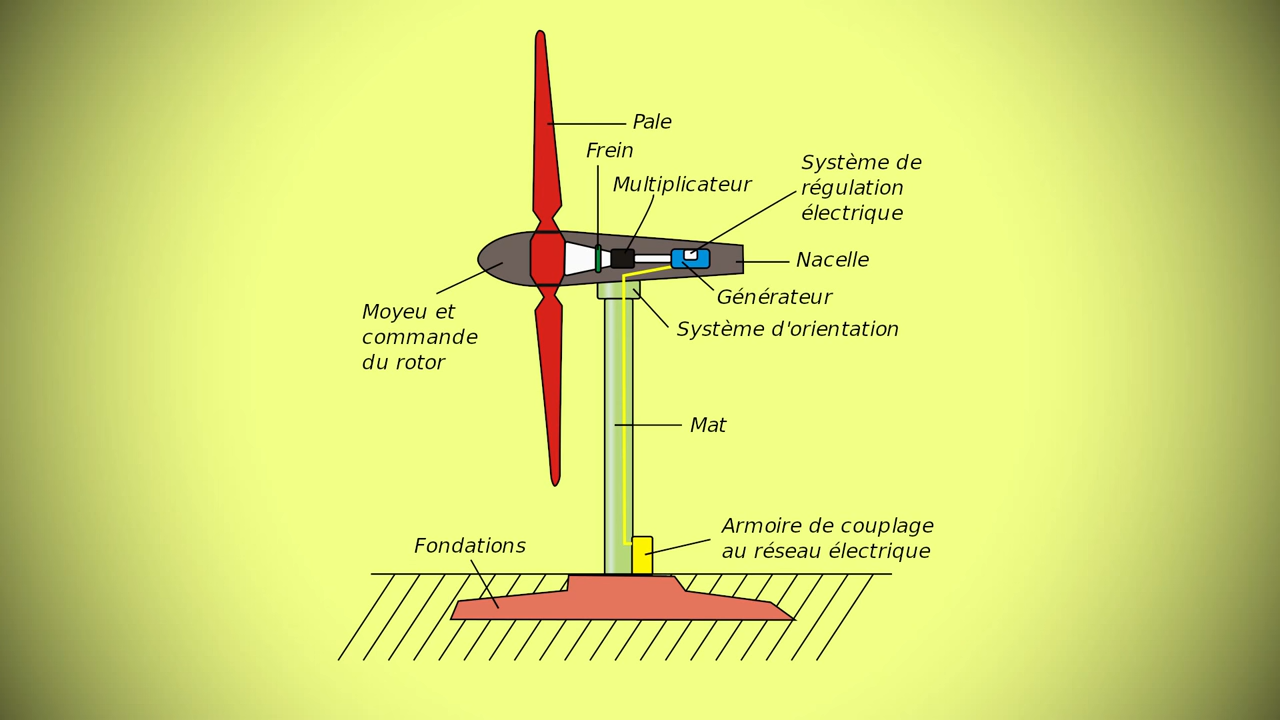 Pale
Frein
Multiplicateur
Système de
régulation
électrique
Nacelle
Générateur
Système d'orientation
Moyeu et
commande
du rotor
Mat
Armoire de couplage
au réseau électrique
Fondations